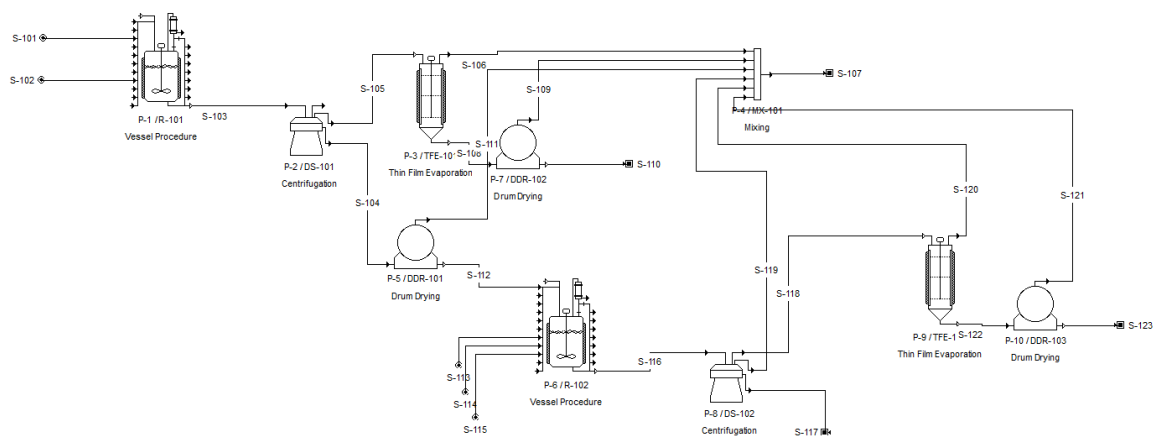 S-101
S-102
P-1 / R-101
Vessel Procedure
S-103
P-2 / DS-101
Centrifugation
S-105
S-104
S-106
P-3 / TFE-101
Thin Film Evaporation
S-108
S-111
S-109
P-7 / DDR-102
Drum Drying
S-110
P-4 / MX-101
Mixing
S-107
P-5 / DDR-101
Drum Drying
S-112
S-113
S-114
S-115
P-6 / R-102
Vessel Procedure
S-116
P-8 / DS-102
Centrifugation
S-117
S-119
S-118
S-120
S-121
P-9 / TFE-1
Thin Film Evaporation
S-122
P-10 / DDR-103
Drum Drying
S-123